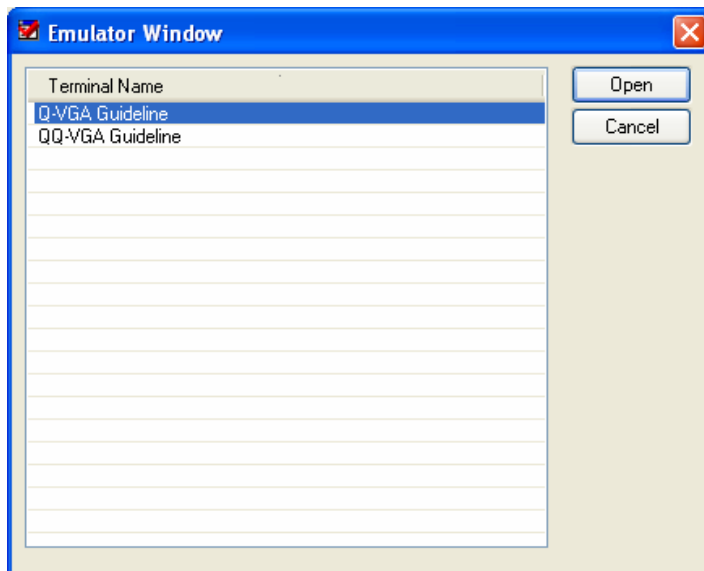 Emulator Window
Terminal Name
Q-VGA Guideline
QQ-VGA Guideline
Open
Cancel